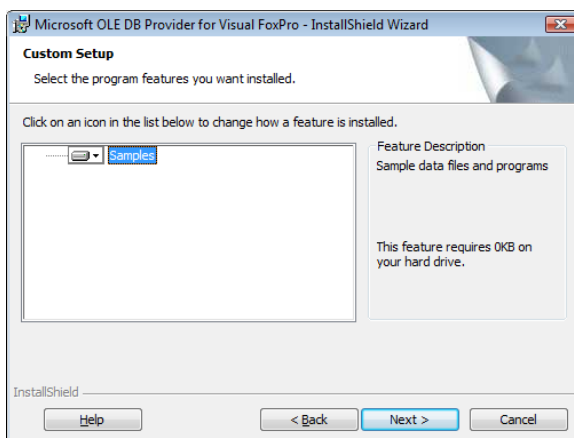 Microsoft OLE DB Provider for Visual FoxPro - InstallShield Wizard
Custom Setup
Select the program features you want installed.
Click on an icon in the list below to change how a feature is installed.
Samples
Feature Description
Sample data files and programs
This feature requires 0KB on
your hard drive.
InstallShield
Help
< Back
Next >
Cancel